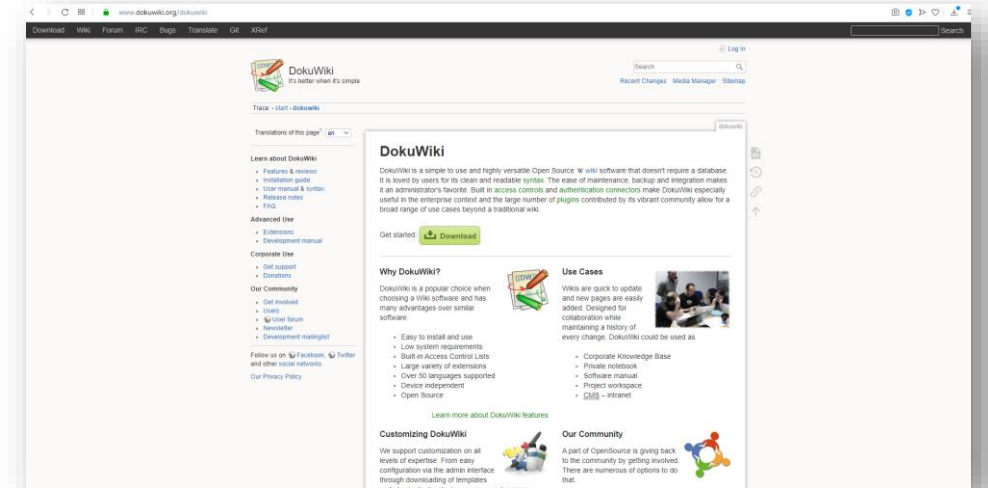 www.dokuwiki.org/dokuwiki
Download Wiki Forum IRC Bugs Translate Git XRef
Search
Log In
DokuWiki
It's better when it's simple
Search
Recent Changes Media Manager Sitemap
Trace: • start • dokuwiki
Translations of this page?: en
dokuwiki
Learn about DokuWiki
Features & reviews
Installation guide
User manual & syntax
Release notes
FAQ
Advanced Use
Extensions
Development manual
Corporate Use
Get support
Donations
Our Community
Get involved
Users
User forum
Newsletter
Development mailinglist
Follow us on Facebook, Twitter
and other social networks.
Our Privacy Policy
DokuWiki
DokuWiki is a simple to use and highly versatile Open Source W wiki software that doesn't require a database.
It is loved by users for its clean and readable syntax. The ease of maintenance, backup and integration makes
it an administrator's favorite. Built in access controls and authentication connectors make DokuWiki especially
useful in the enterprise context and the large number of plugins contributed by its vibrant community allow for a
broad range of use cases beyond a traditional wiki.
Get started: Download
Why DokuWiki?
DokuWiki is a popular choice when
choosing a Wiki software and has
many advantages over similar
software.
Easy to install and use
Low system requirements
Built-in Access Control Lists
Large variety of extensions
Over 50 languages supported
Device independent
Open Source
Learn more about DokuWiki features
Use Cases
Wikis are quick to update
and new pages are easily
added. Designed for
collaboration while
maintaining a history of
every change, DokuWiki could be used as
Corporate Knowledge Base
Private notebook
Software manual
Project workspace
CMS – intranet
Customizing DokuWiki
We support customization on all
levels of expertise. From easy
configuration via the admin interface
through downloading of templates
Our Community
A part of OpenSource is giving back
to the community by getting involved.
There are numerous of options to do
that.